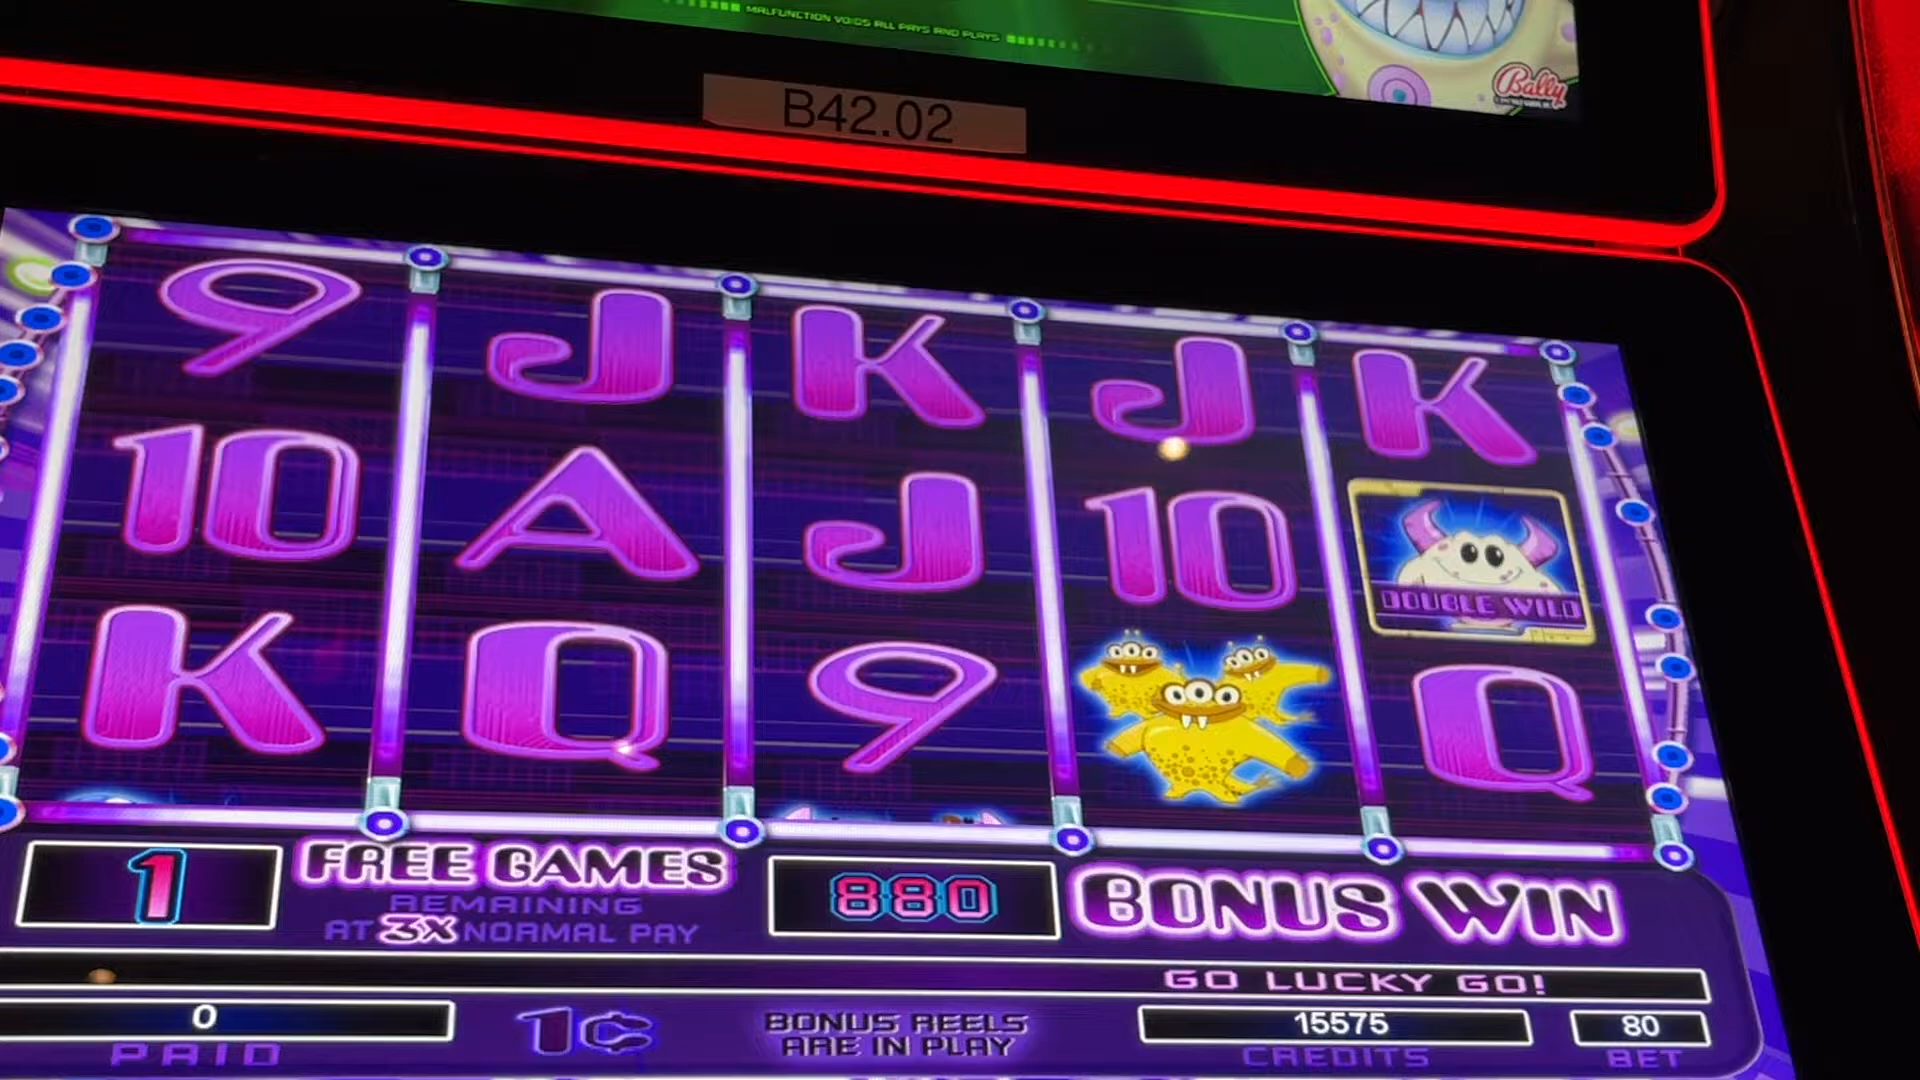 MALFUNCTION VOIDS ALL PAYS AND PLAYS
Bally
B42.02
9 J K J K
10 A J 10 DOUBLE WILD
K Q 9 Q
1 FREE GAMES 880 BONUS WIN
REMAINING
AT 3X NORMAL PAY
GO LUCKY GO!
0 1¢ BONUS REELS 15575 80
PAID ARE IN PLAY CREDITS BET